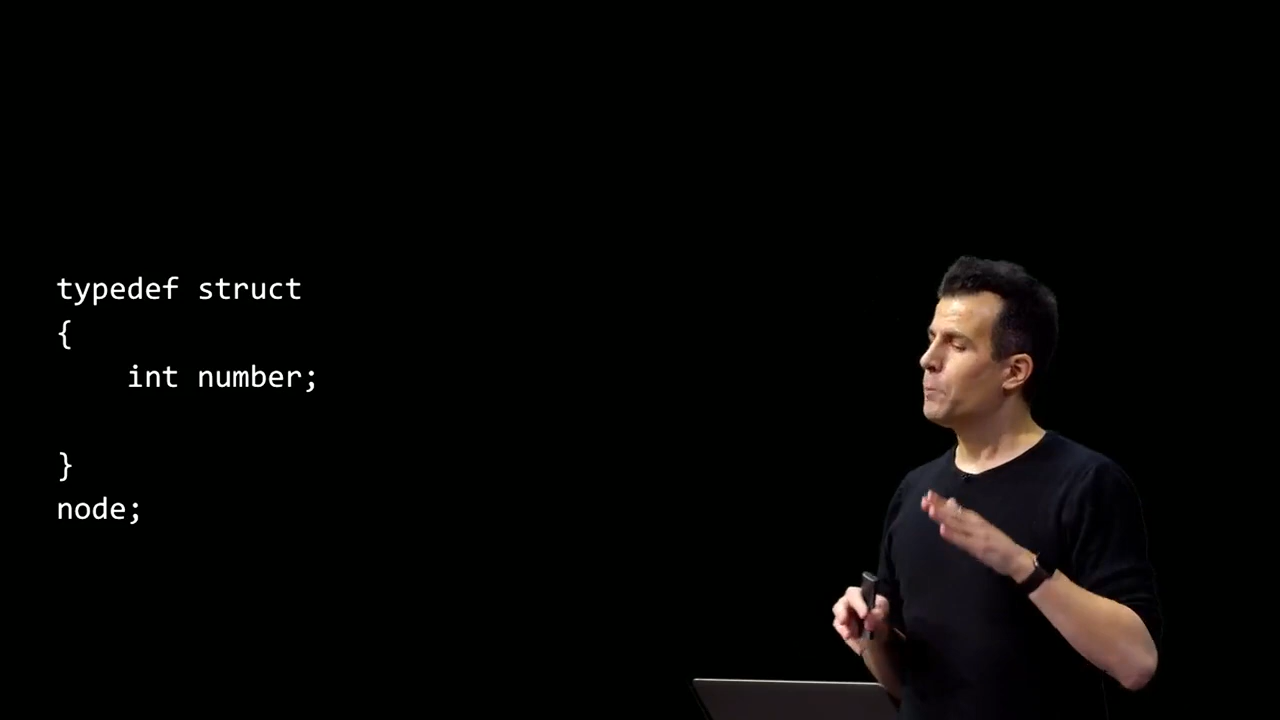 typedef struct
{
    int number;
}
node;